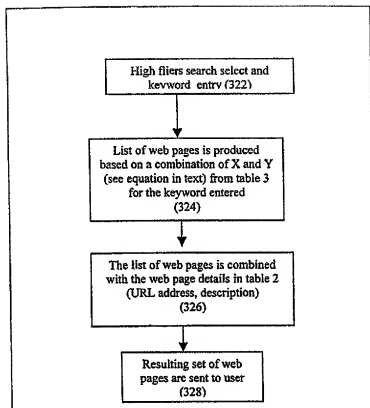 High fliers search select and
keyword entry (322)
List of web pages is produced
based on a combination of X and Y
(see equation in text) from table 3
for the keyword entered
(324)
The list of web pages is combined
with the web page details in table 2
(URL address, description)
(326)
Resulting set of web
pages are sent to user
(328)